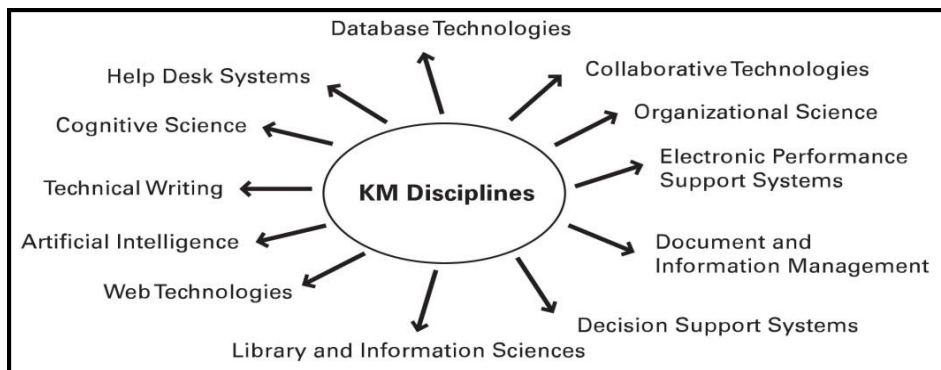 Database Technologies
Help Desk Systems
Collaborative Technologies
Cognitive Science
Organizational Science
Electronic Performance
Support Systems
KM Disciplines
Technical Writing
Artificial Intelligence
Document and
Information Management
Web Technologies
Decision Support Systems
Library and Information Sciences